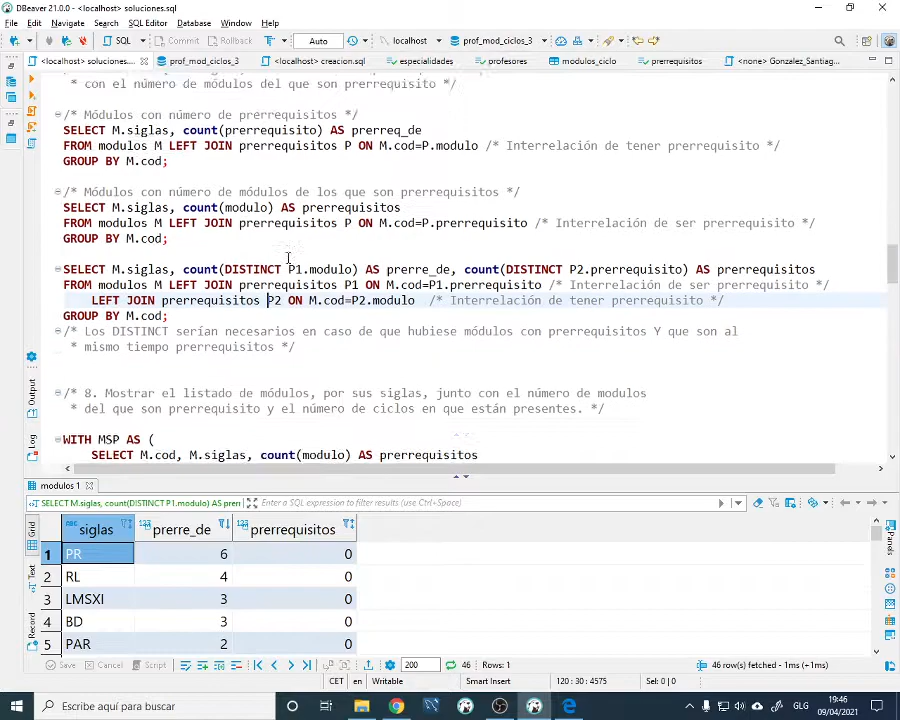 DBeaver 21.0.0 - <localhost> soluciones.sql
File Edit Navigate Search SQL Editor Database Window Help
SQL Commit Rollback T Auto localhost prof_mod_ciclos_3
<localhost> soluciones.... prof_mod_ciclos_3 <localhost> creacion.sql especialidades profesores modulos_ciclo prerrequisitos <none> Gonzalez_Santiag...
* con el número de módulos del que son prerrequisito */
/* Módulos con número de prerrequisitos */
SELECT M.siglas, count(prerrequisito) AS prerreq_de
FROM modulos M LEFT JOIN prerrequisitos P ON M.cod=P.modulo /* Interrelación de tener prerrequisito */
GROUP BY M.cod;
/* Módulos con número de módulos de los que son prerrequisitos */
SELECT M.siglas, count(modulo) AS prerrequisitos
FROM modulos M LEFT JOIN prerrequisitos P ON M.cod=P.prerrequisito /* Interrelación de ser prerrequisito */
GROUP BY M.cod;
SELECT M.siglas, count(DISTINCT P1.modulo) AS prerre_de, count(DISTINCT P2.prerrequisito) AS prerrequisitos
FROM modulos M LEFT JOIN prerrequisitos P1 ON M.cod=P1.prerrequisito /* Interrelación de ser prerrequisito */
LEFT JOIN prerrequisitos P2 ON M.cod=P2.modulo /* Interrelación de tener prerrequisito */
GROUP BY M.cod;
/* Los DISTINCT serían necesarios en caso de que hubiese módulos con prerrequisitos Y que son al
* mismo tiempo prerrequisitos */
/* 8. Mostrar el listado de módulos, por sus siglas, junto con el número de modulos
* del que son prerrequisito y el número de ciclos en que están presentes. */
WITH MSP AS (
SELECT M.cod, M.siglas, count(modulo) AS prerrequisitos
Output
Log
modulos 1
SELECT M.siglas, count(DISTINCT P1.modulo) AS prerr Enter a SQL expression to filter results (use Ctrl+Space)
Grid
Text
Record
Panels
siglas prerre_de prerrequisitos
1 PR 6 0
2 RL 4 0
3 LMSXI 3 0
4 BD 3 0
5 PAR 2 0
Save Cancel Script 200 46 Rows: 1 46 row(s) fetched - 1ms (+1ms)
CET en Writable Smart Insert 120 : 30 : 4575 Sel: 0 | 0
Escribe aquí para buscar
GLG
19:46
09/04/2021